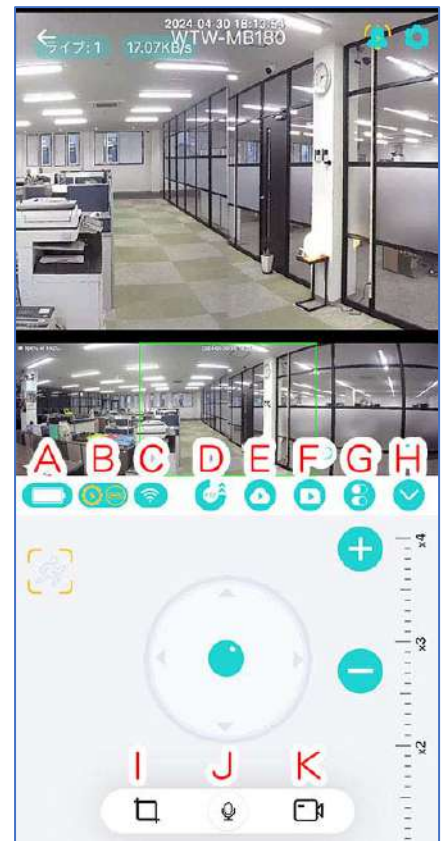 2024 04 30 18:13:54
WTW-MB180
ライブ: 1 17.07KB/s
A B C D E F G H
x4
x3
x2
I J K